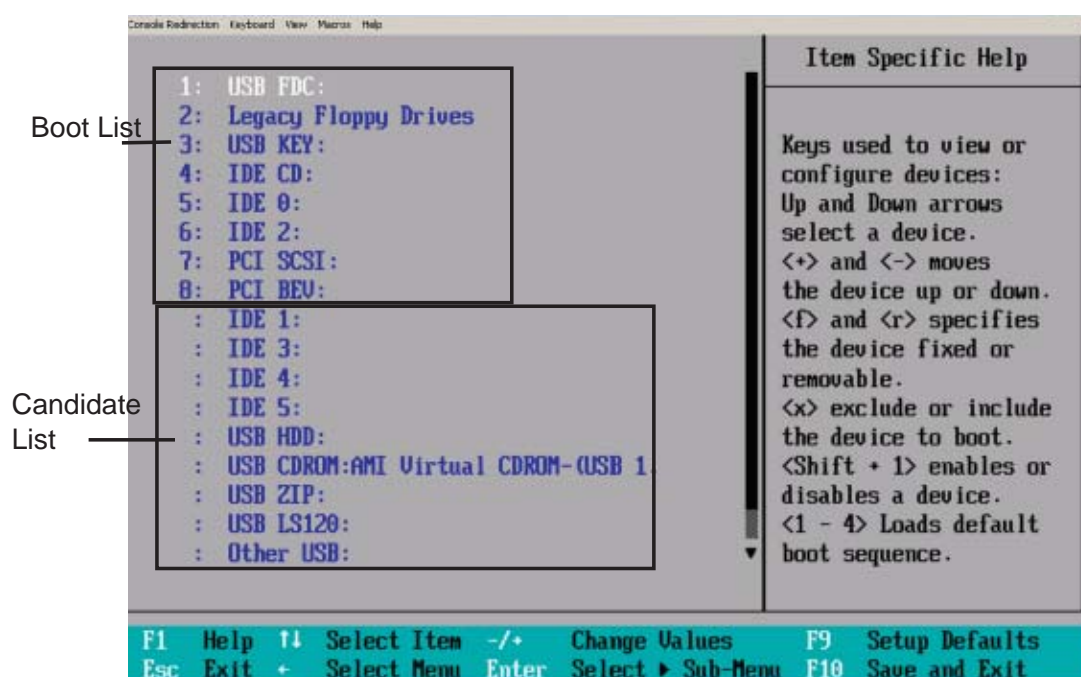 Console Redirection Keyboard View Macros Help
Boot List
1: USB FDC:
2: Legacy Floppy Drives
3: USB KEY:
4: IDE CD:
5: IDE 0:
6: IDE 2:
7: PCI SCSI:
8: PCI BEV:
Candidate
List
: IDE 1:
: IDE 3:
: IDE 4:
: IDE 5:
: USB HDD:
: USB CDROM:AMI Virtual CDROM-(USB 1
: USB ZIP:
: USB LS120:
: Other USB:
Item Specific Help
Keys used to view or
configure devices:
Up and Down arrows
select a device.
<+> and <-> moves
the device up or down.
<f> and <r> specifies
the device fixed or
removable.
<x> exclude or include
the device to boot.
<Shift + 1> enables or
disables a device.
<1 - 4> Loads default
boot sequence.
F1 Help ↑↓ Select Item -/+ Change Values F9 Setup Defaults
Esc Exit ← Select Menu Enter Select ▶ Sub-Menu F10 Save and Exit